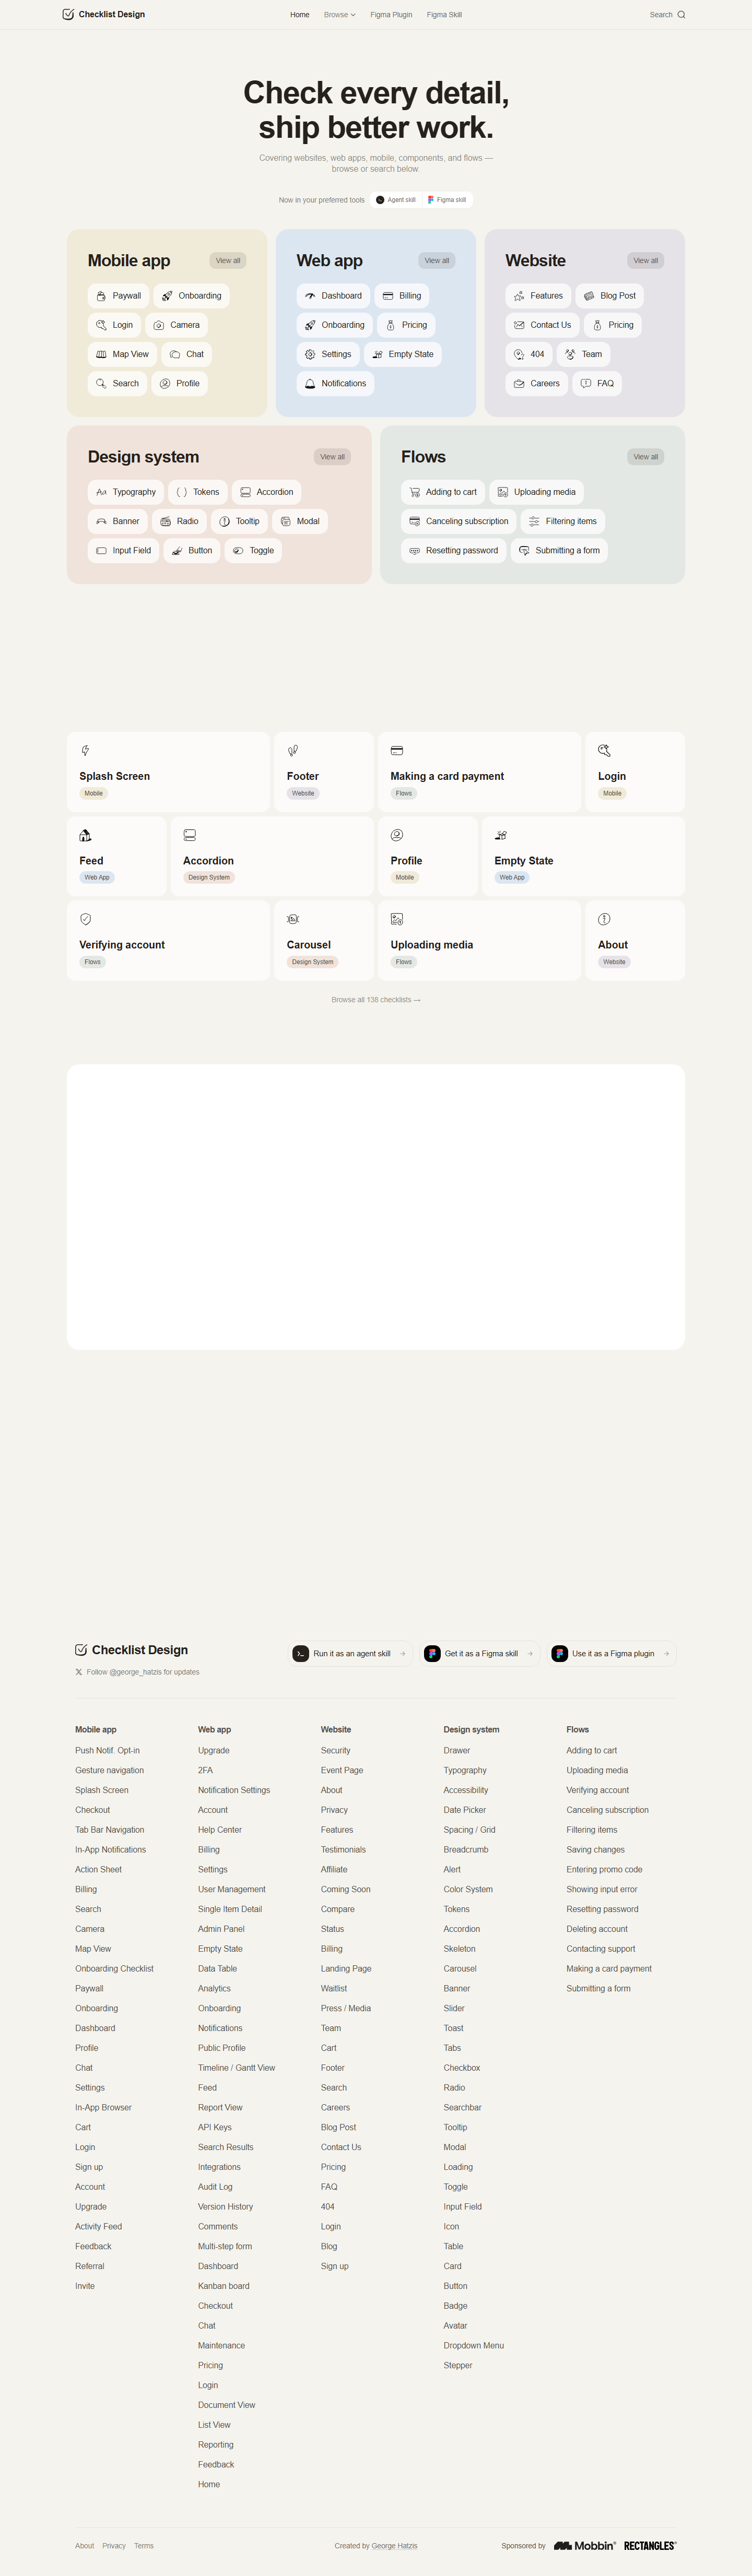 Checklist Design
Home
Browse
Figma Plugin
Figma Skill
Search
Check every detail,
ship better work.
Covering websites, web apps, mobile, components, and flows —
browse or search below.
Now in your preferred tools
Agent skill
Figma skill
Mobile app
View all
Paywall
Onboarding
Login
Camera
Map View
Chat
Search
Profile
Web app
View all
Dashboard
Billing
Onboarding
Pricing
Settings
Empty State
Notifications
Website
View all
Features
Blog Post
Contact Us
Pricing
404
Team
Careers
FAQ
Design system
View all
Typography
Tokens
Accordion
Banner
Radio
Tooltip
Modal
Input Field
Button
Toggle
Flows
View all
Adding to cart
Uploading media
Canceling subscription
Filtering items
Resetting password
Submitting a form
Splash Screen
Mobile
Footer
Website
Making a card payment
Flows
Login
Mobile
Feed
Web App
Accordion
Design System
Profile
Mobile
Empty State
Web App
Verifying account
Flows
Carousel
Design System
Uploading media
Flows
About
Website
Browse all 138 checklists →
Checklist Design
Follow @george_hatzis for updates
Run it as an agent skill →
Get it as a Figma skill →
Use it as a Figma plugin →
Mobile app
Push Notif. Opt-in
Gesture navigation
Splash Screen
Checkout
Tab Bar Navigation
In-App Notifications
Action Sheet
Billing
Search
Camera
Map View
Onboarding Checklist
Paywall
Onboarding
Dashboard
Profile
Chat
Settings
In-App Browser
Cart
Login
Sign up
Account
Upgrade
Activity Feed
Feedback
Referral
Invite
Web app
Upgrade
2FA
Notification Settings
Account
Help Center
Billing
Settings
User Management
Single Item Detail
Admin Panel
Empty State
Data Table
Analytics
Onboarding
Notifications
Public Profile
Timeline / Gantt View
Feed
Report View
API Keys
Search Results
Integrations
Audit Log
Version History
Comments
Multi-step form
Dashboard
Kanban board
Checkout
Chat
Maintenance
Pricing
Login
Document View
List View
Reporting
Feedback
Home
Website
Security
Event Page
About
Privacy
Features
Testimonials
Affiliate
Coming Soon
Compare
Status
Billing
Landing Page
Waitlist
Press / Media
Team
Cart
Footer
Search
Careers
Blog Post
Contact Us
Pricing
FAQ
404
Login
Blog
Sign up
Design system
Drawer
Typography
Accessibility
Date Picker
Spacing / Grid
Breadcrumb
Alert
Color System
Tokens
Accordion
Skeleton
Carousel
Banner
Slider
Toast
Tabs
Checkbox
Radio
Searchbar
Tooltip
Modal
Loading
Toggle
Input Field
Icon
Table
Card
Button
Badge
Avatar
Dropdown Menu
Stepper
Flows
Adding to cart
Uploading media
Verifying account
Canceling subscription
Filtering items
Saving changes
Entering promo code
Showing input error
Resetting password
Deleting account
Contacting support
Making a card payment
Submitting a form
About
Privacy
Terms
Created by George Hatzis
Sponsored by
Mobbin®
RECTANGLES®